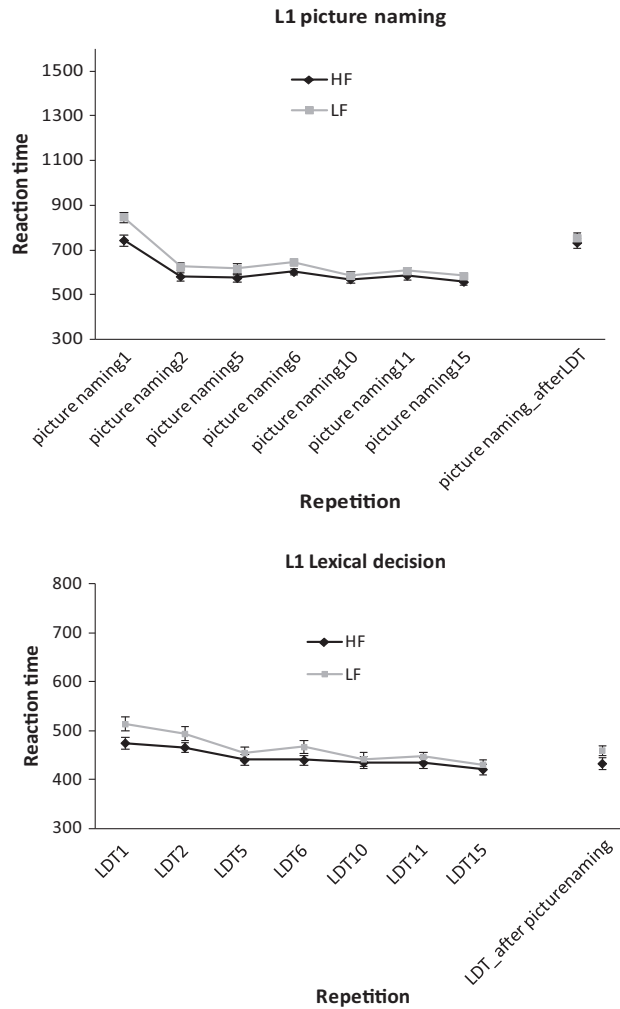 L1 picture naming
1500
1300
1100
900
700
500
300
Reaction time
HF
LF
picture naming1
picture naming2
picture naming5
picture naming6
picture naming10
picture naming11
picture naming15
picture naming_afterLDT
Repetition
L1 Lexical decision
800
700
600
500
400
300
Reaction time
HF
LF
LDT1
LDT2
LDT5
LDT6
LDT10
LDT11
LDT15
LDT_after picturenaming
Repetition